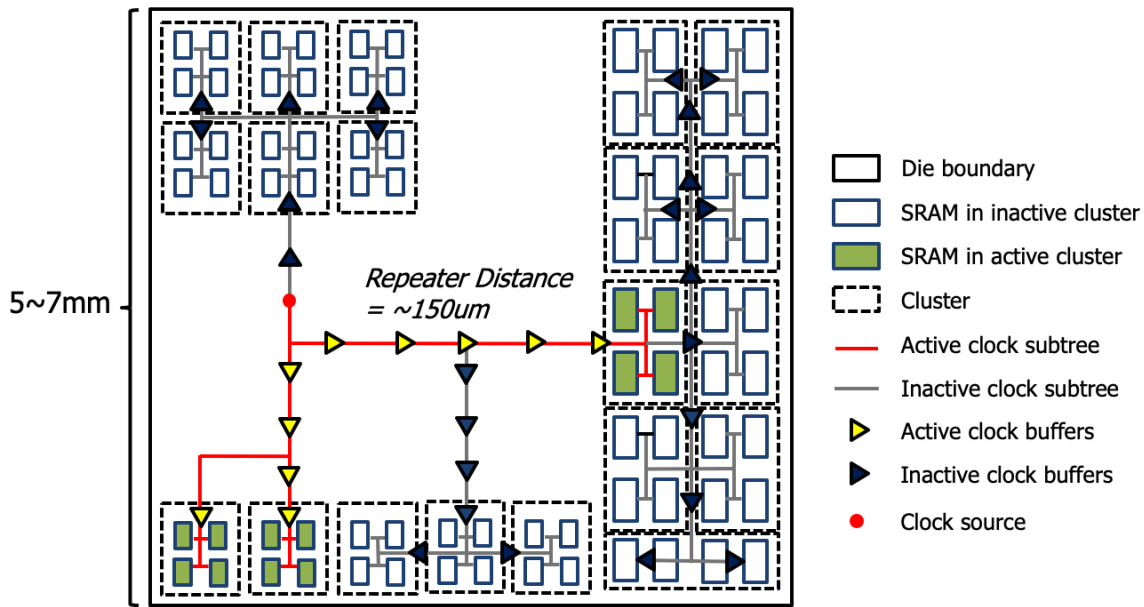 5~7mm
Repeater Distance
= ~150um
Die boundary
SRAM in inactive cluster
SRAM in active cluster
Cluster
Active clock subtree
Inactive clock subtree
Active clock buffers
Inactive clock buffers
Clock source